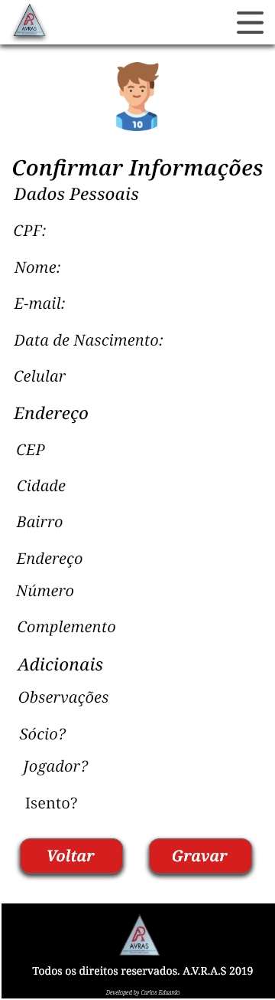 AVRAS
10
Confirmar Informações
Dados Pessoais
CPF:
Nome:
E-mail:
Data de Nascimento:
Celular
Endereço
CEP
Cidade
Bairro
Endereço
Número
Complemento
Adicionais
Observações
Sócio?
Jogador?
Isento?
Voltar Gravar
AVRAS
Todos os direitos reservados. A.V.R.A.S 2019
Developed by Carlos Eduardo